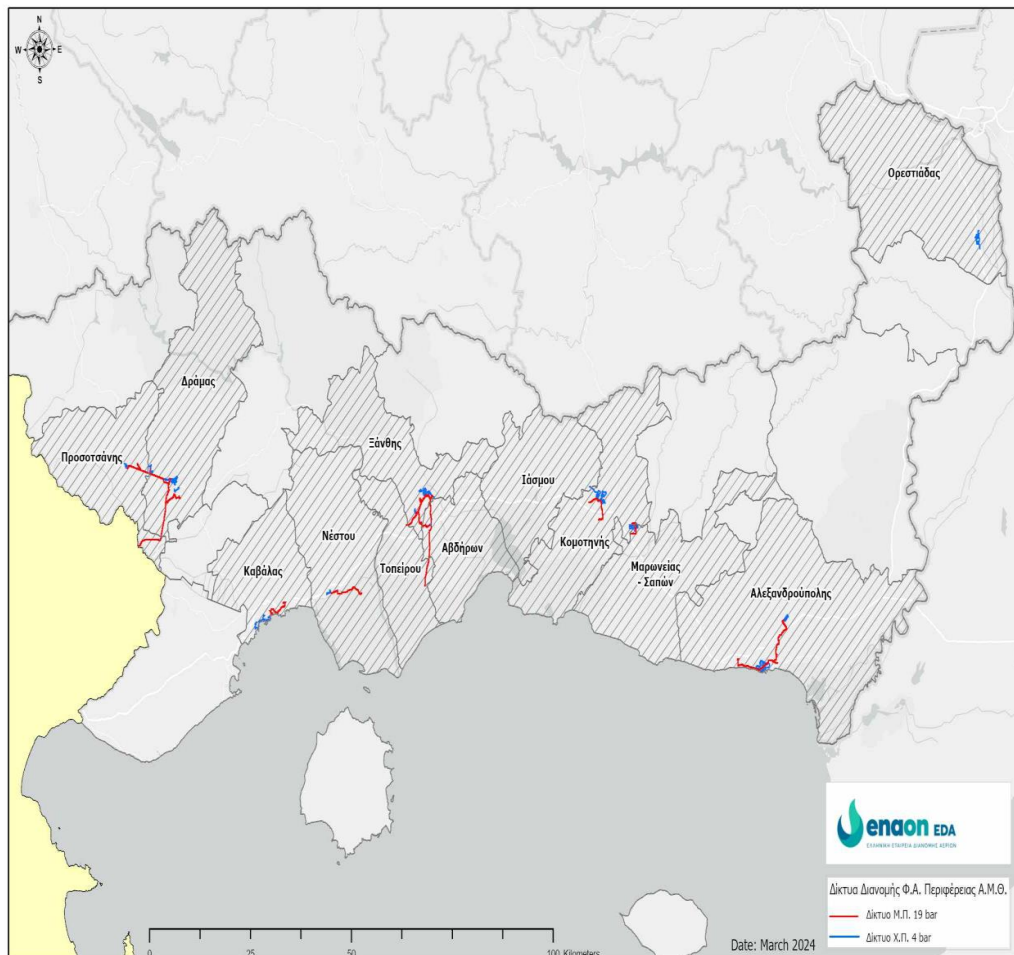 N
W E
S
Ορεστιάδας
Δράμας
Προσοτσάνης
Ξάνθης
Ιάσμου
Νέστου
Αβδήρων
Κομοτηνής
Καβάλας
Τοπείρου
Μαρωνείας
- Σαπών
Αλεξανδρούπολης
enaon EDA
ΕΛΛΗΝΙΚΗ ΕΤΑΙΡΕΙΑ ΔΙΑΝΟΜΗΣ ΑΕΡΙΩΝ
Δίκτυα Διανομής Φ.Α. Περιφέρειας Α.Μ.Θ.
Δίκτυο Μ.Π. 19 bar
Δίκτυο Χ.Π. 4 bar
Date: March 2024
0 25 50 100 Kilometers